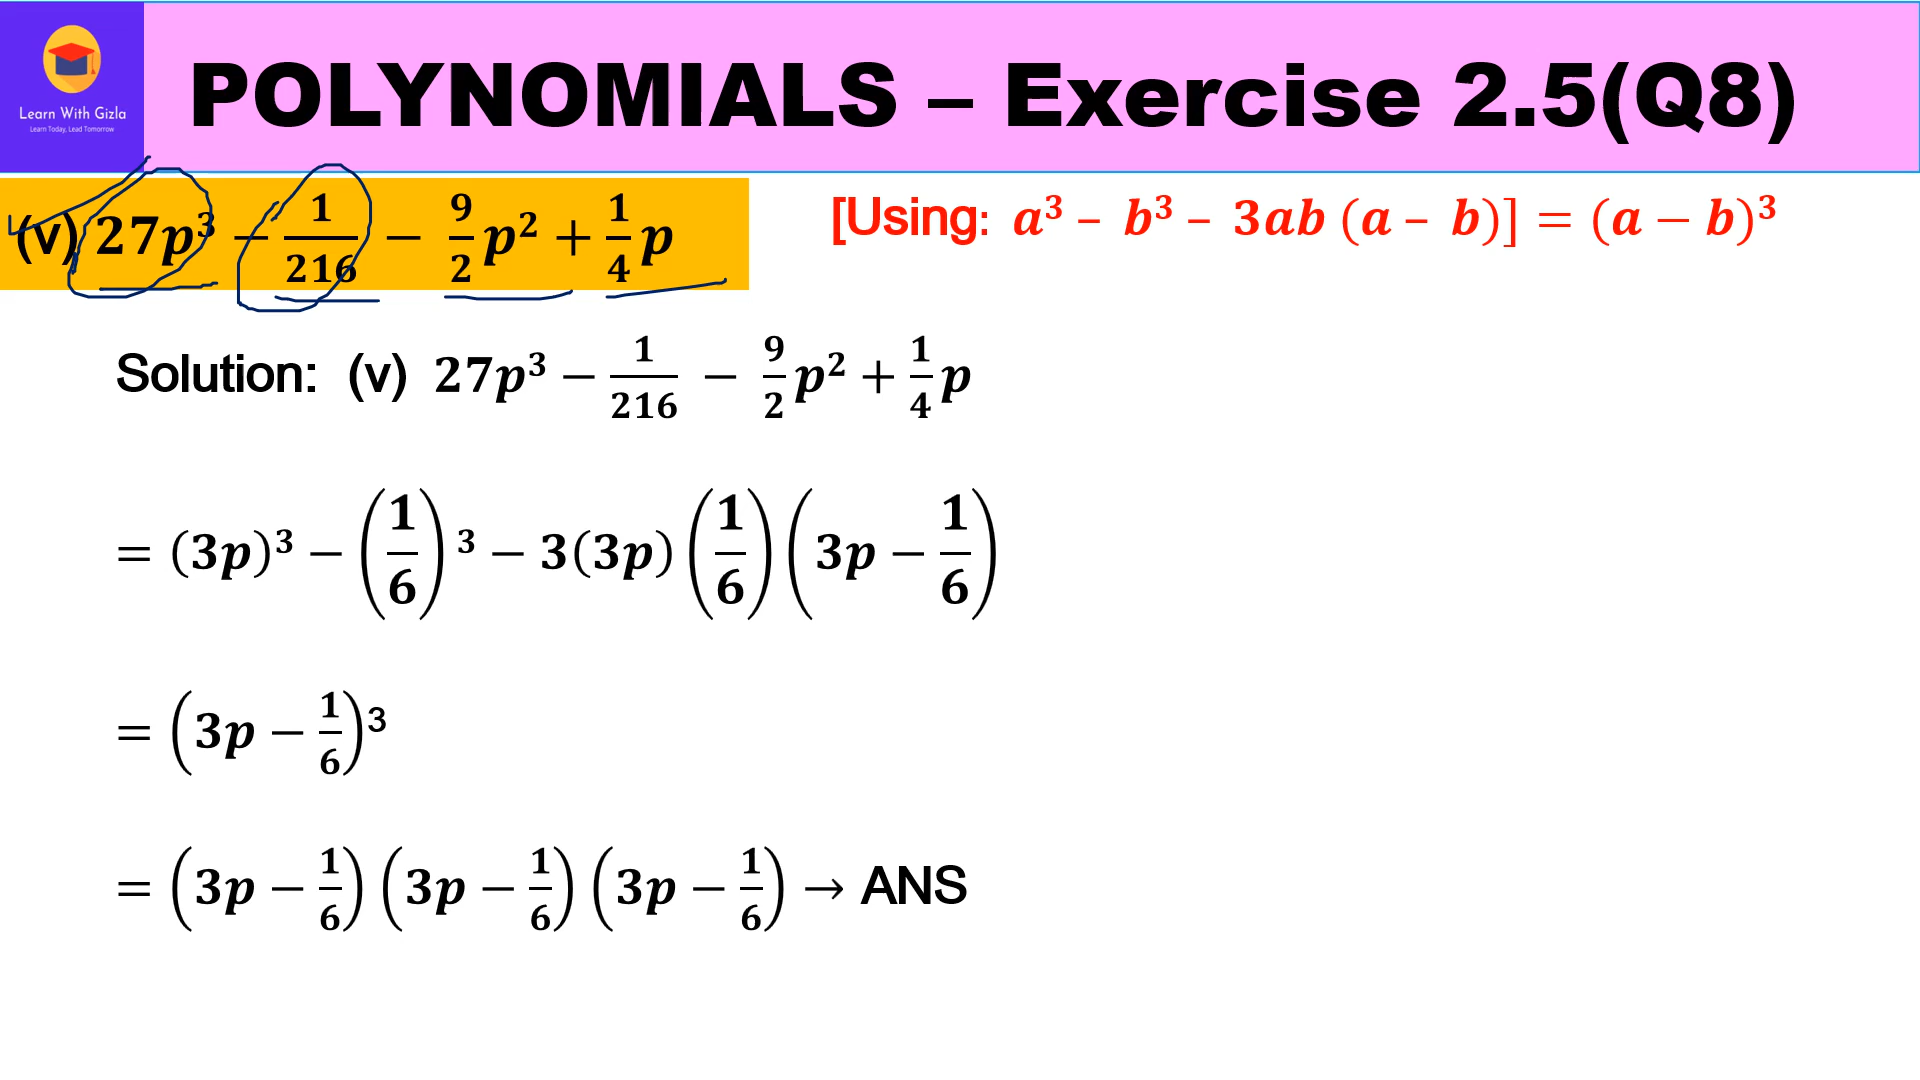 Learn With Gizla
Learn Today, Lead Tomorrow
POLYNOMIALS – Exercise 2.5(Q8)
(v) 27p³ − 1/216 − 9/2 p² + 1/4 p
[Using: a³ – b³ – 3ab (a – b)] = (a − b)³
Solution: (v) 27p³ − 1/216 − 9/2 p² + 1/4 p
= (3p)³ − (1/6)³ − 3(3p)(1/6)(3p − 1/6)
= (3p − 1/6)³
= (3p − 1/6)(3p − 1/6)(3p − 1/6) → ANS